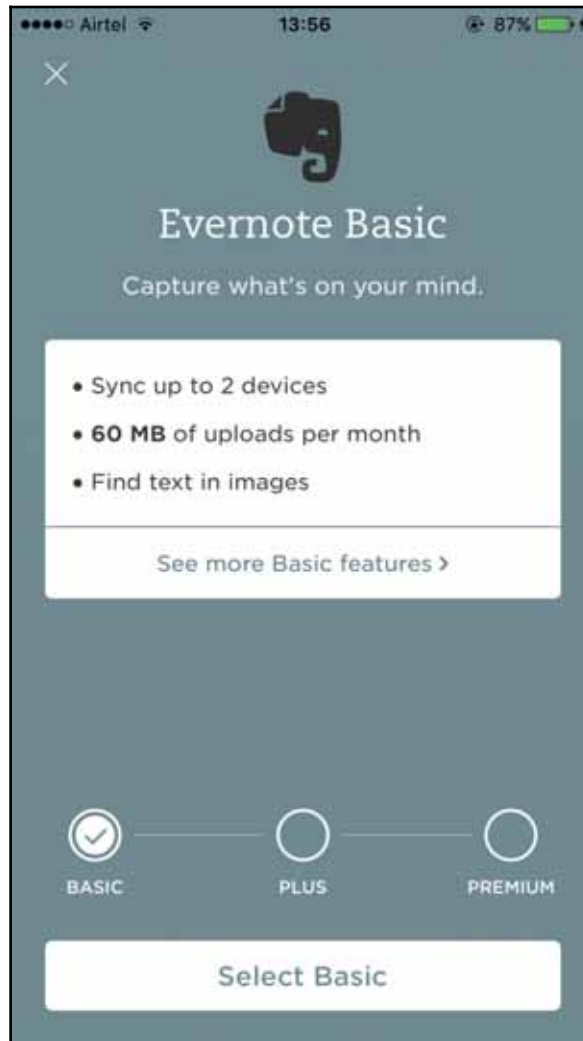 Airtel 13:56 87%
Evernote Basic
Capture what's on your mind.
• Sync up to 2 devices
• 60 MB of uploads per month
• Find text in images
See more Basic features >
BASIC PLUS PREMIUM
Select Basic